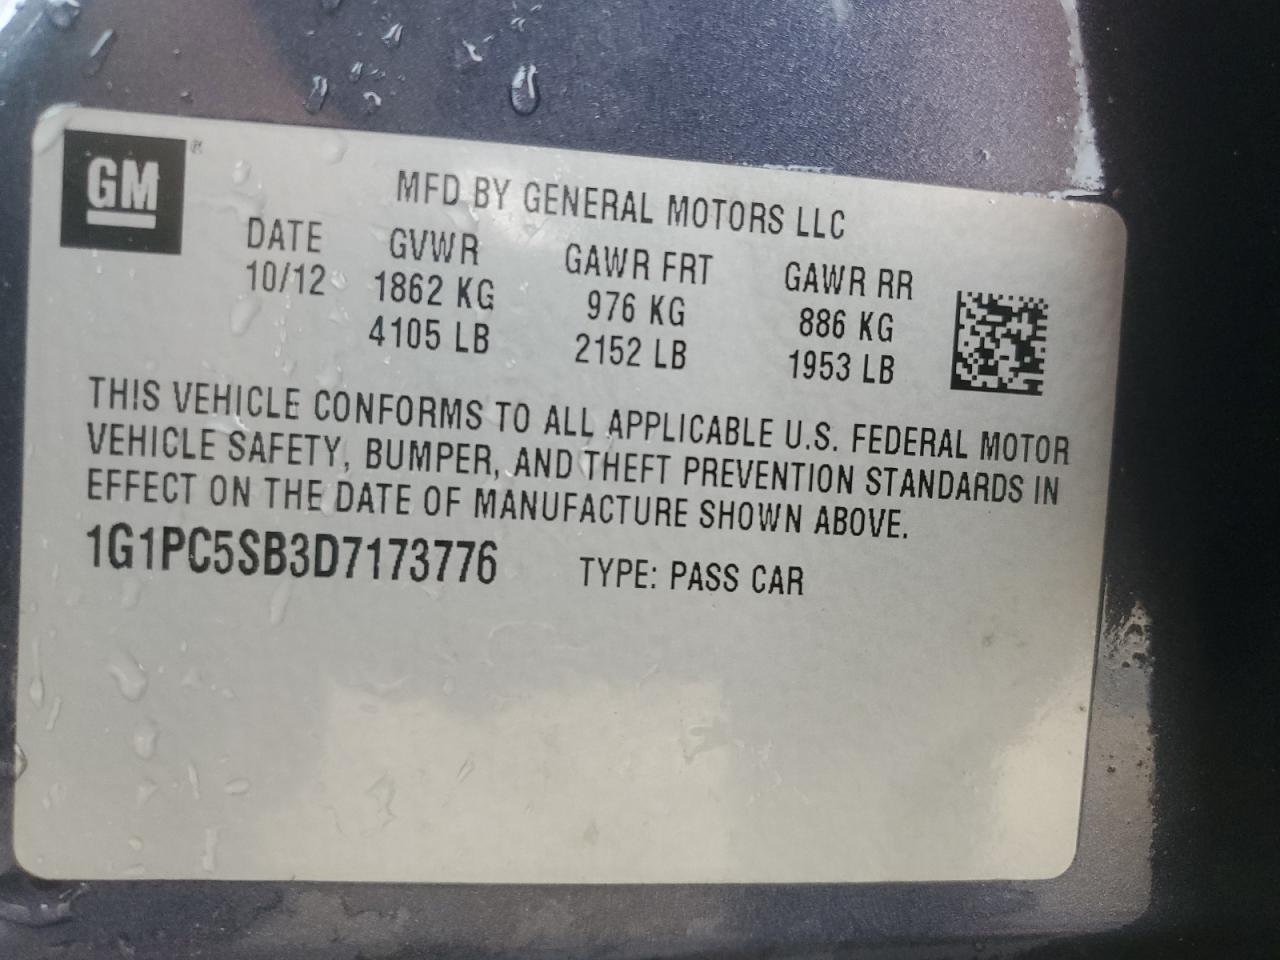 GM ®
MFD BY GENERAL MOTORS LLC
DATE GVWR GAWR FRT GAWR RR
10/12 1862 KG 976 KG 886 KG
4105 LB 2152 LB 1953 LB
THIS VEHICLE CONFORMS TO ALL APPLICABLE U.S. FEDERAL MOTOR
VEHICLE SAFETY, BUMPER, AND THEFT PREVENTION STANDARDS IN
EFFECT ON THE DATE OF MANUFACTURE SHOWN ABOVE.
1G1PC5SB3D7173776 TYPE: PASS CAR